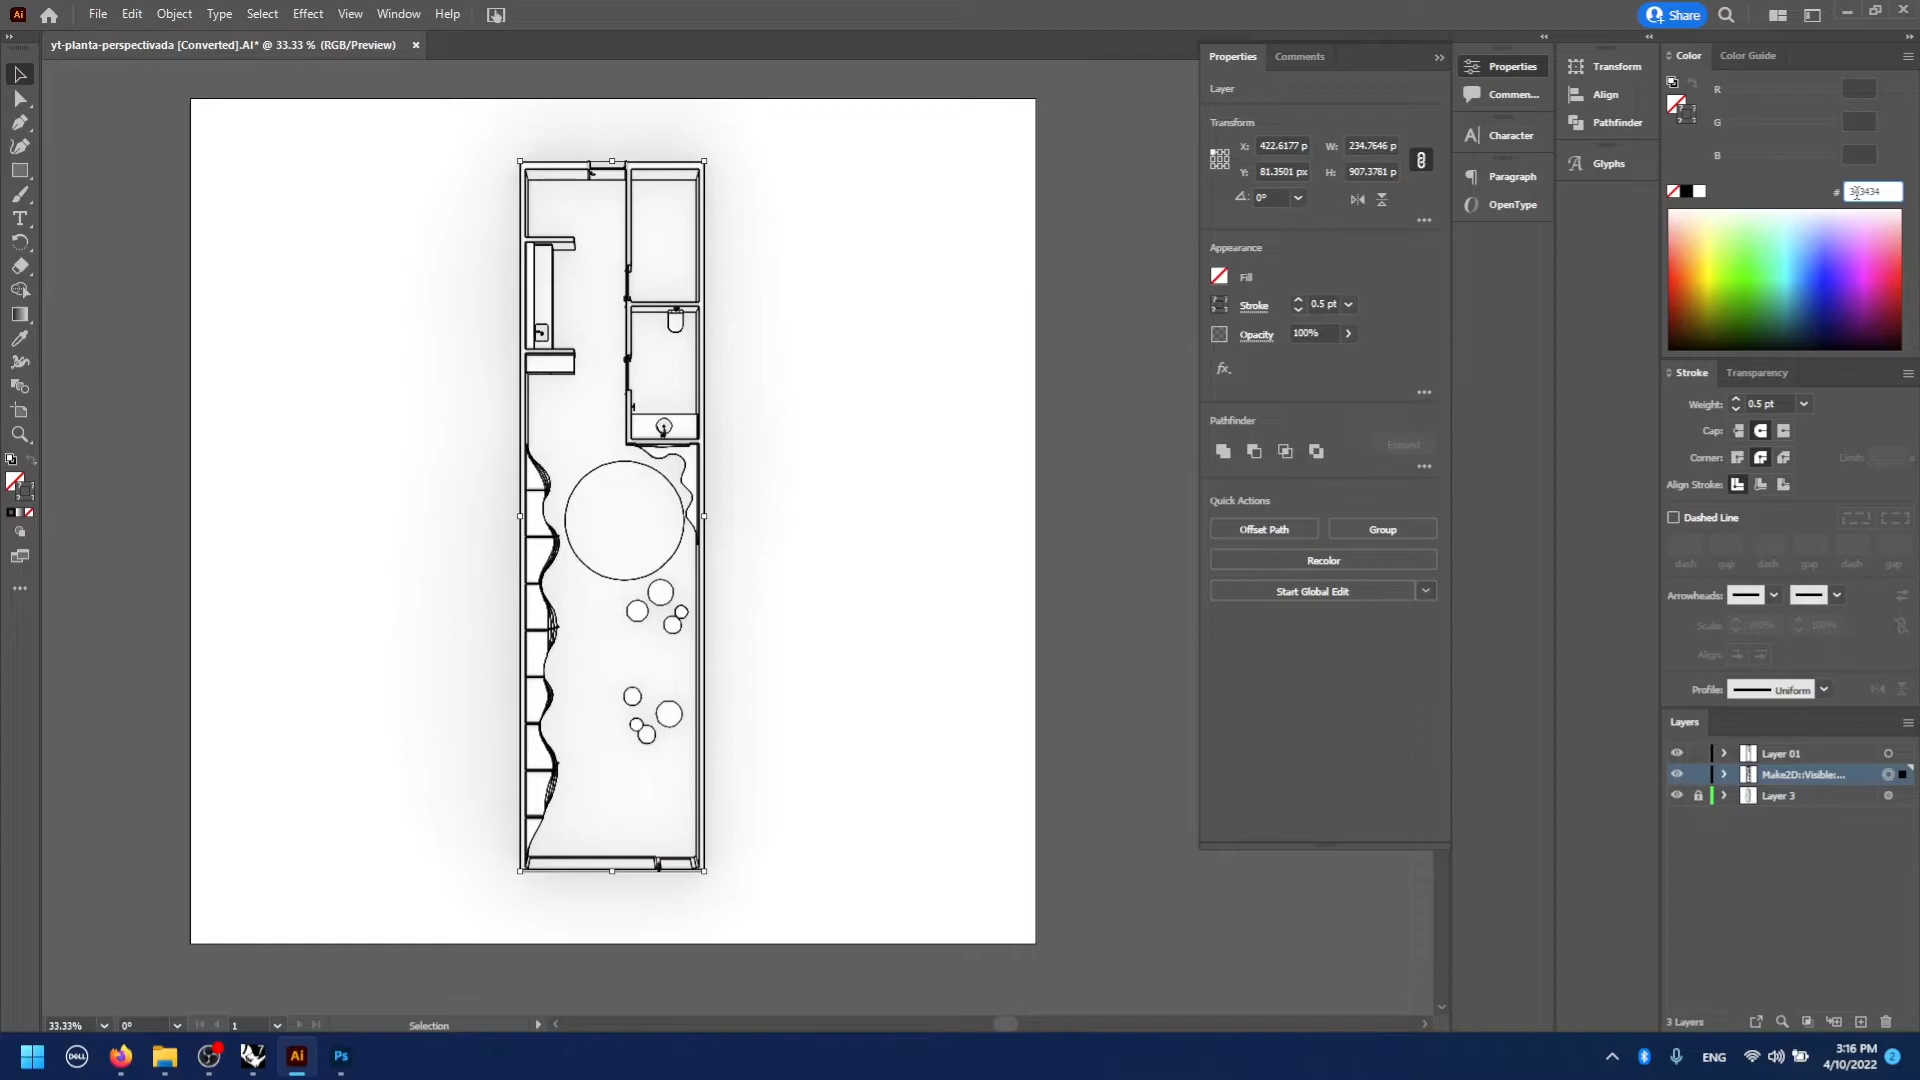 Ai File Edit Object Type Select Effect View Window Help Share
yt-planta-perspectivada [Converted].AI* @ 33.33 % (RGB/Preview) ×
Properties Comments
Layer
Transform
X: 422.6177 p W: 234.7646 p
Y: 81.3501 px H: 907.3781 p
0°
Appearance
Fill
Stroke 0.5 pt
Opacity 100%
fx.
Pathfinder
Expand
Quick Actions
Offset Path Group
Recolor
Start Global Edit
Properties
Commen...
Character
Paragraph
OpenType
Transform
Align
Pathfinder
Glyphs
Color Color Guide
R
G
B
#
Stroke Transparency
Weight: 0.5 pt
Cap:
Corner: Limit:
Align Stroke:
Dashed Line
dash gap dash gap dash gap
Arrowheads:
Scale: 100% 100%
Align:
Profile: Uniform
Layers
Layer 01
Make2D::Visible:...
Layer 3
3 Layers
33.33% 0° 1 Selection
DELL Ai Ps
ENG 3:16 PM
4/10/2022 2